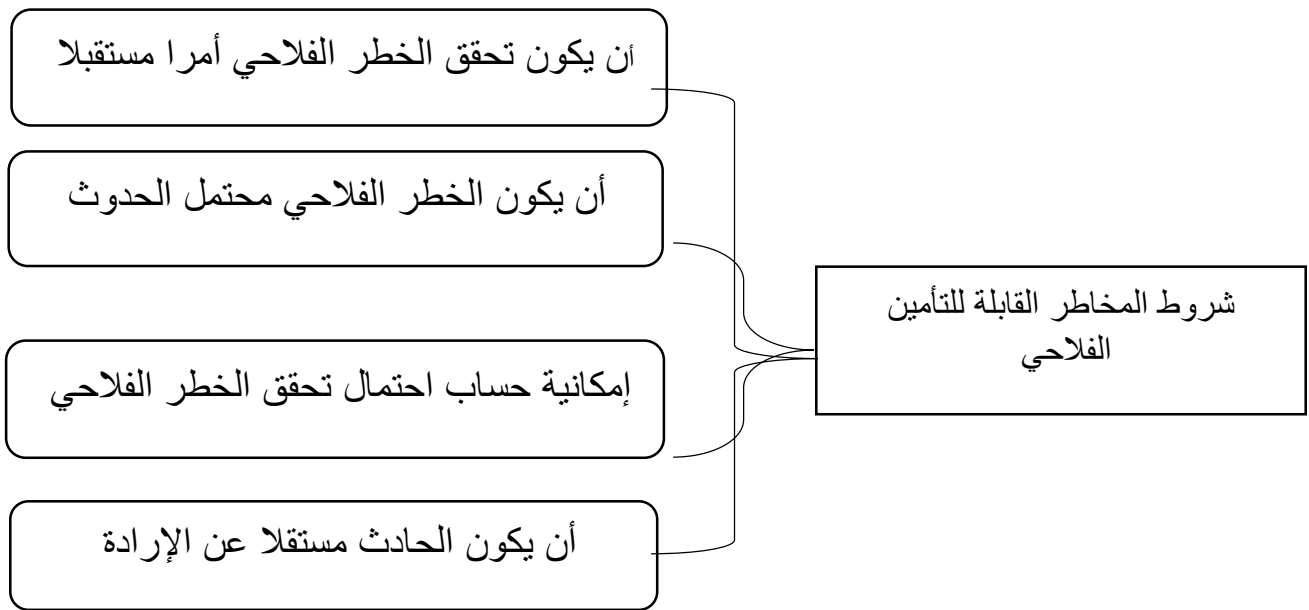 شروط المخاطر القابلة للتأمين
الفلاحي
أن يكون تحقق الخطر الفلاحي أمرا مستقبلا
أن يكون الخطر الفلاحي محتمل الحدوث
إمكانية حساب احتمال تحقق الخطر الفلاحي
أن يكون الحادث مستقلا عن الإرادة